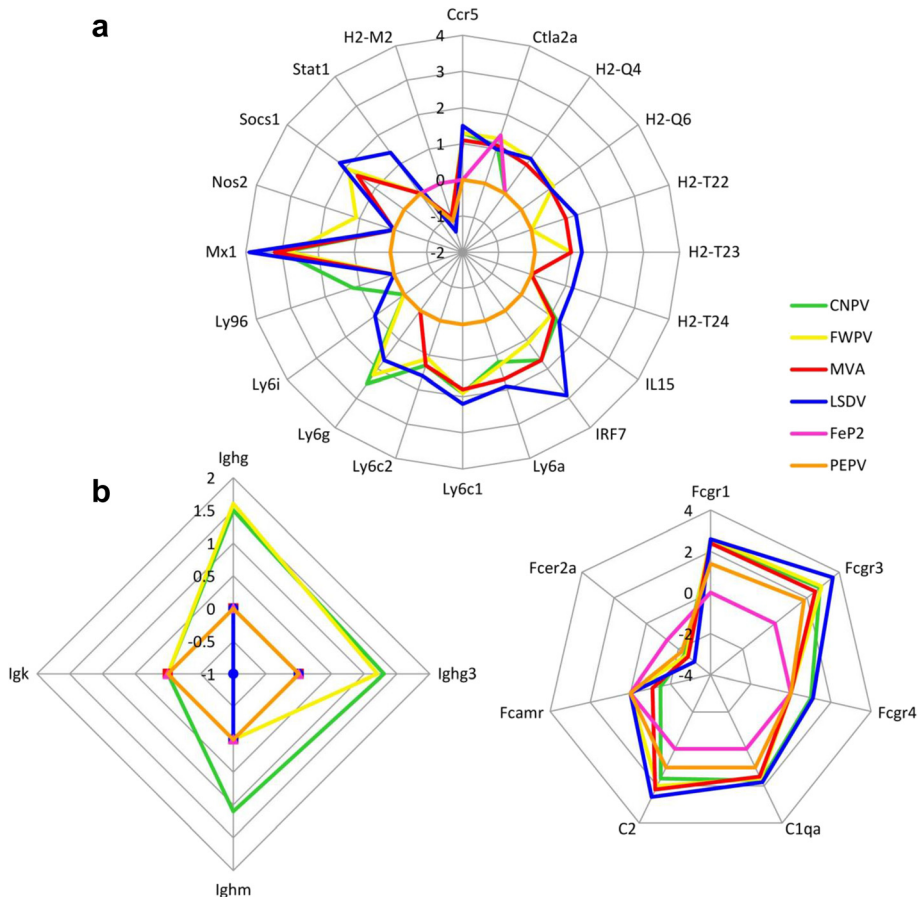 a
Ccr5
Ctla2a
H2-Q4
H2-Q6
H2-T22
H2-T23
H2-T24
IL15
IRF7
Ly6a
Ly6c1
Ly6c2
Ly6g
Ly6i
Ly96
Mx1
Nos2
Socs1
Stat1
H2-M2
4
3
2
1
0
-1
-2
CNPV
FWPV
MVA
LSDV
FeP2
PEPV
b
Ighg
Ighg3
Ighm
Igk
2
1.5
1
0.5
0
-0.5
-1
Fcgr1
Fcgr3
Fcgr4
C1qa
C2
Fcamr
Fcer2a
4
2
0
-2
-4